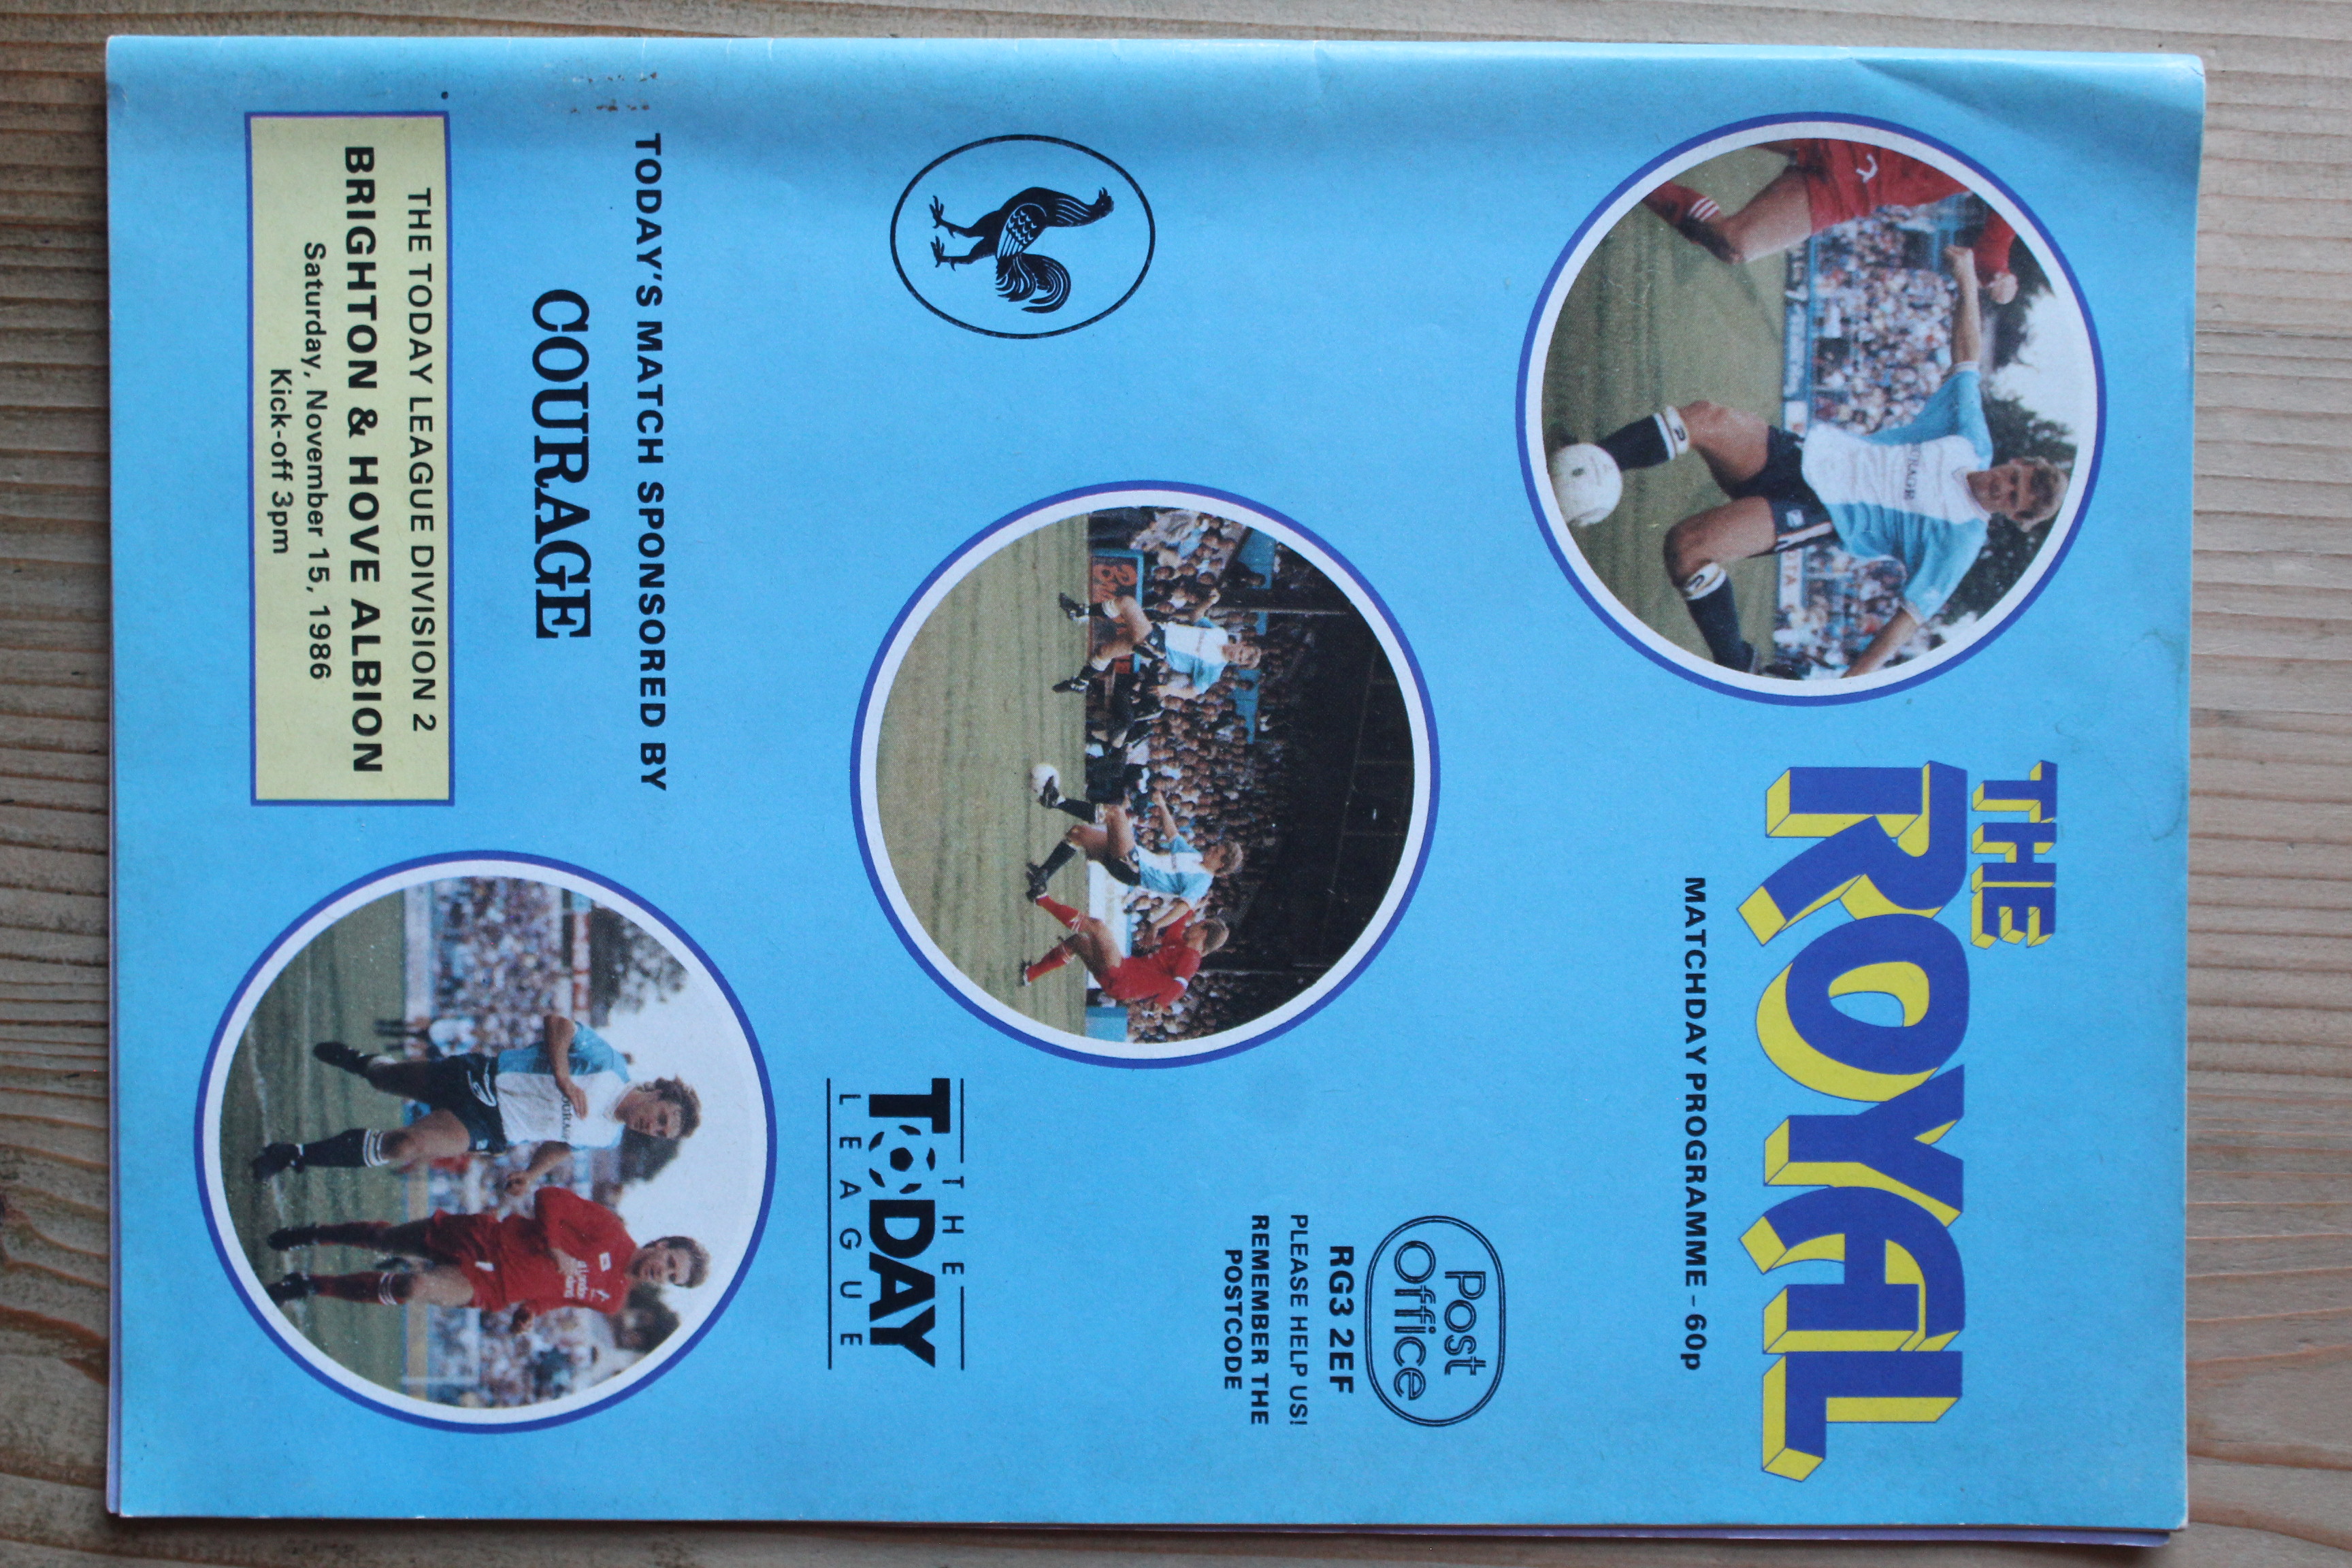 THE
ROYAL
MATCHDAY PROGRAMME – 60p
Post
Office
RG3 2EF
PLEASE HELP US!
REMEMBER THE
POSTCODE
THE
TODAY
LEAGUE
TODAY'S MATCH SPONSORED BY
COURAGE
THE TODAY LEAGUE DIVISION 2
BRIGHTON & HOVE ALBION
Saturday, November 15, 1986
Kick-off 3pm